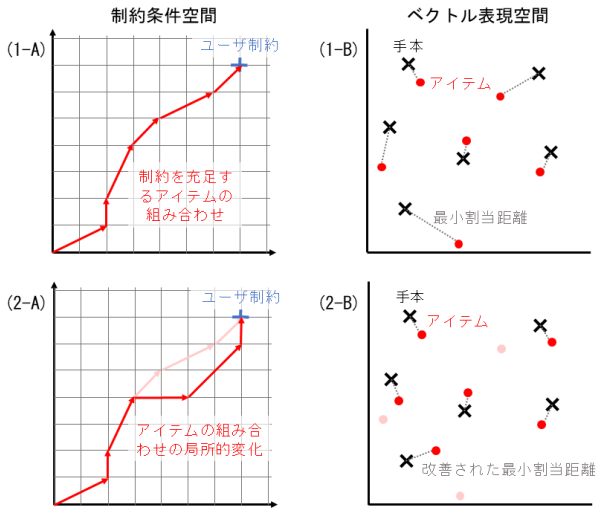 制約条件空間
ベクトル表現空間
(1-A)
ユーザ制約
制約を充足す
るアイテムの
組み合わせ
(1-B)
手本
アイテム
最小割当距離
(2-A)
ユーザ制約
アイテムの組み合
わせの局所的変化
(2-B)
手本
アイテム
改善された最小割当距離